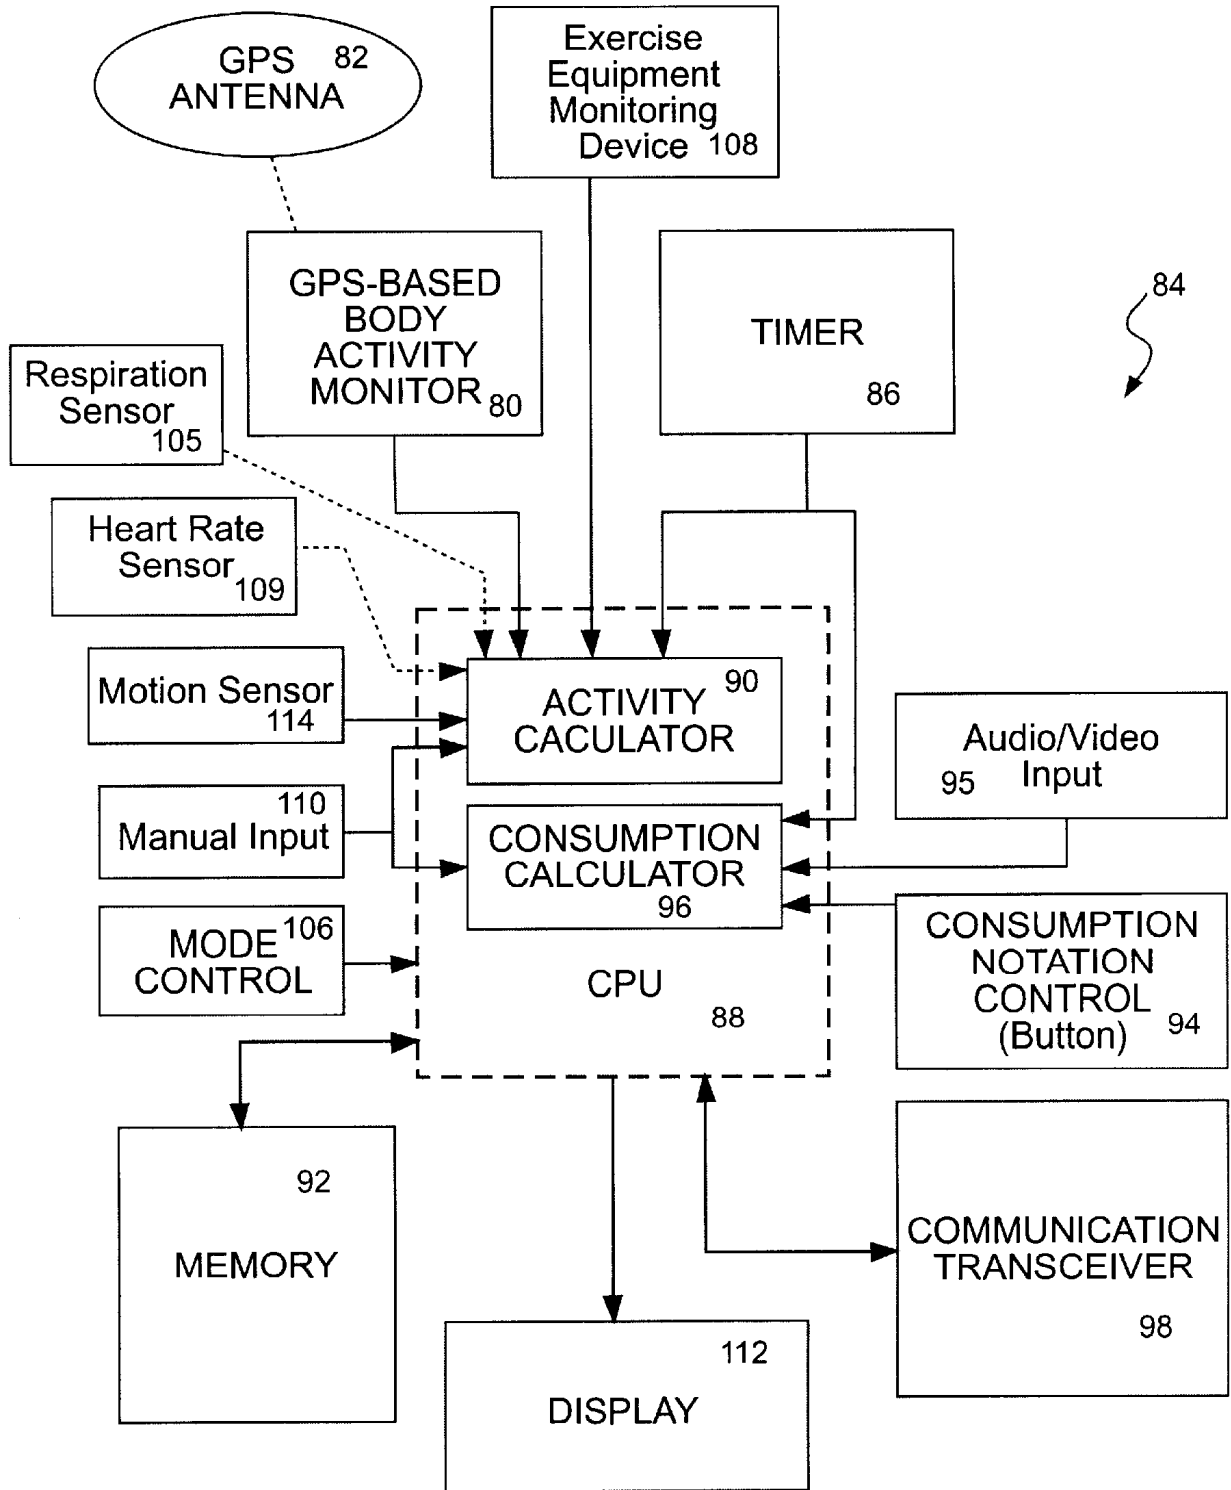 GPS 82
ANTENNA
Exercise
Equipment
Monitoring
Device 108
GPS-BASED
BODY
ACTIVITY
MONITOR 80
TIMER
86
84
Respiration
Sensor
105
Heart Rate
Sensor 109
Motion Sensor
114
110
Manual Input
MODE 106
CONTROL
90
ACTIVITY
CACULATOR
CONSUMPTION
CALCULATOR
96
CPU
88
Audio/Video
95 Input
CONSUMPTION
NOTATION
CONTROL
(Button) 94
92
MEMORY
COMMUNICATION
TRANSCEIVER
98
112
DISPLAY